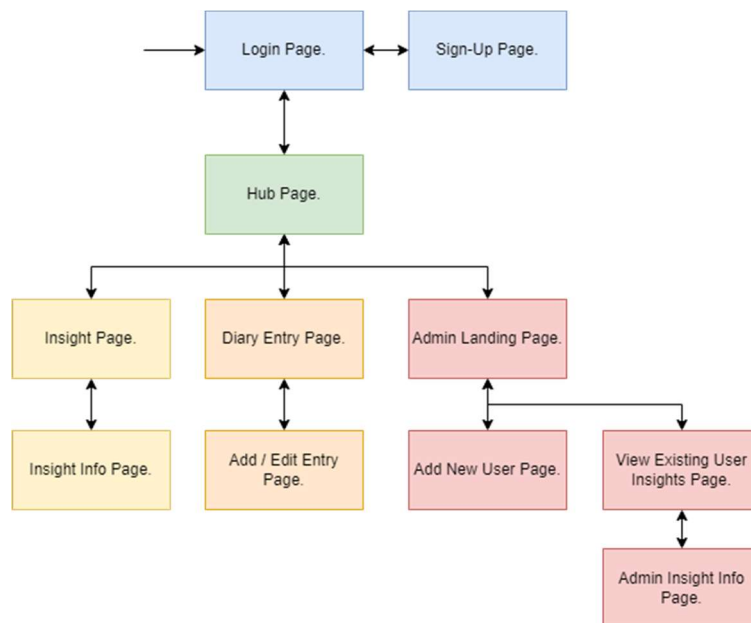 Login Page.
Sign-Up Page.
Hub Page.
Insight Page.
Diary Entry Page.
Admin Landing Page.
Insight Info Page.
Add / Edit Entry
Page.
Add New User Page.
View Existing User
Insights Page.
Admin Insight Info
Page.